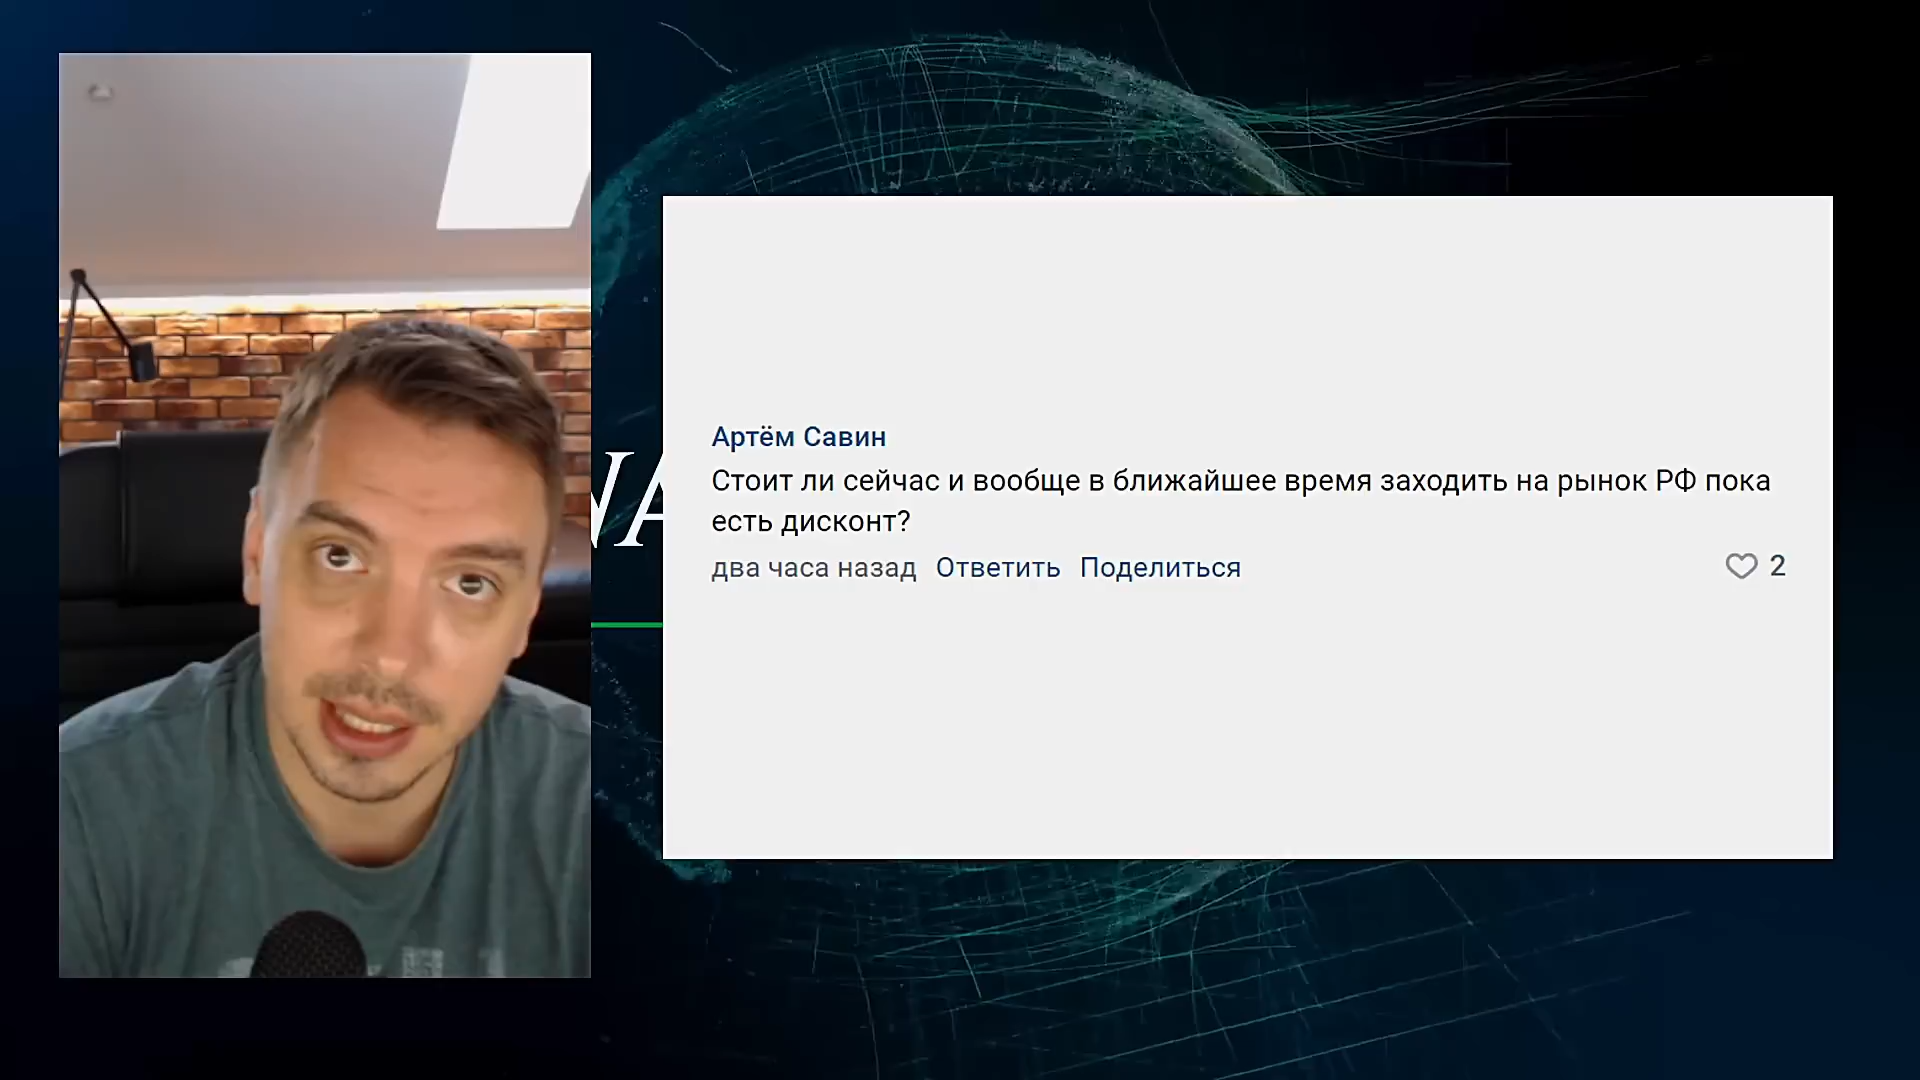 Артём Савин
Стоит ли сейчас и вообще в ближайшее время заходить на рынок РФ пока
есть дисконт?
два часа назад Ответить Поделиться
2